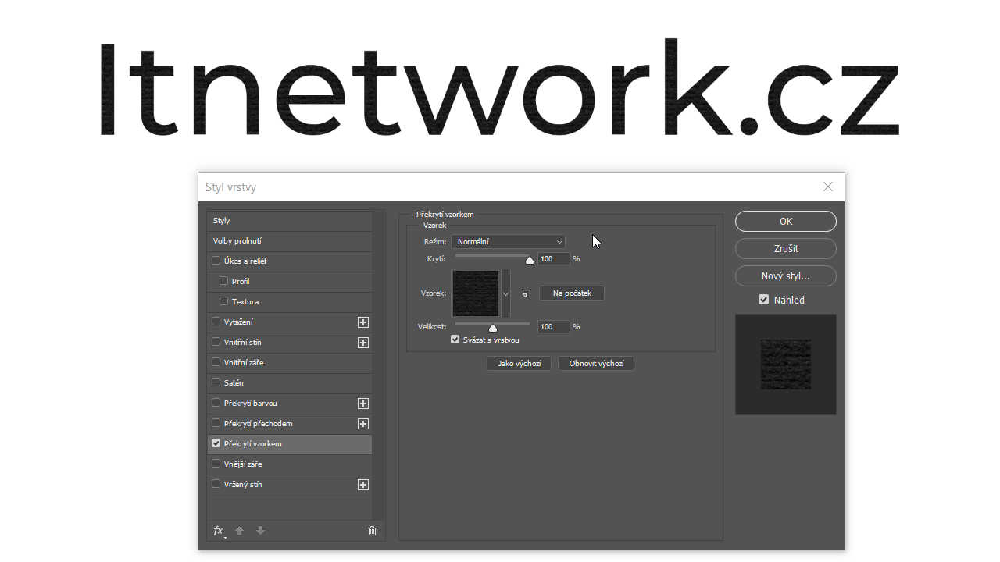 Itnetwork.cz
Styl vrstvy
Styly
Volby prolnutí
Úkos a reliéf
Profil
Textura
Vytažení
Vnitřní stín
Vnitřní záře
Satén
Překrytí barvou
Překrytí přechodem
Překrytí vzorkem
Vnější záře
Vržený stín
fx
Překrytí vzorkem
Vzorek
Režim: Normální
Krytí: 100 %
Vzorek: Na počátek
Velikost: 100 %
Svázat s vrstvou
Jako výchozí Obnovit výchozí
OK
Zrušit
Nový styl...
Náhled